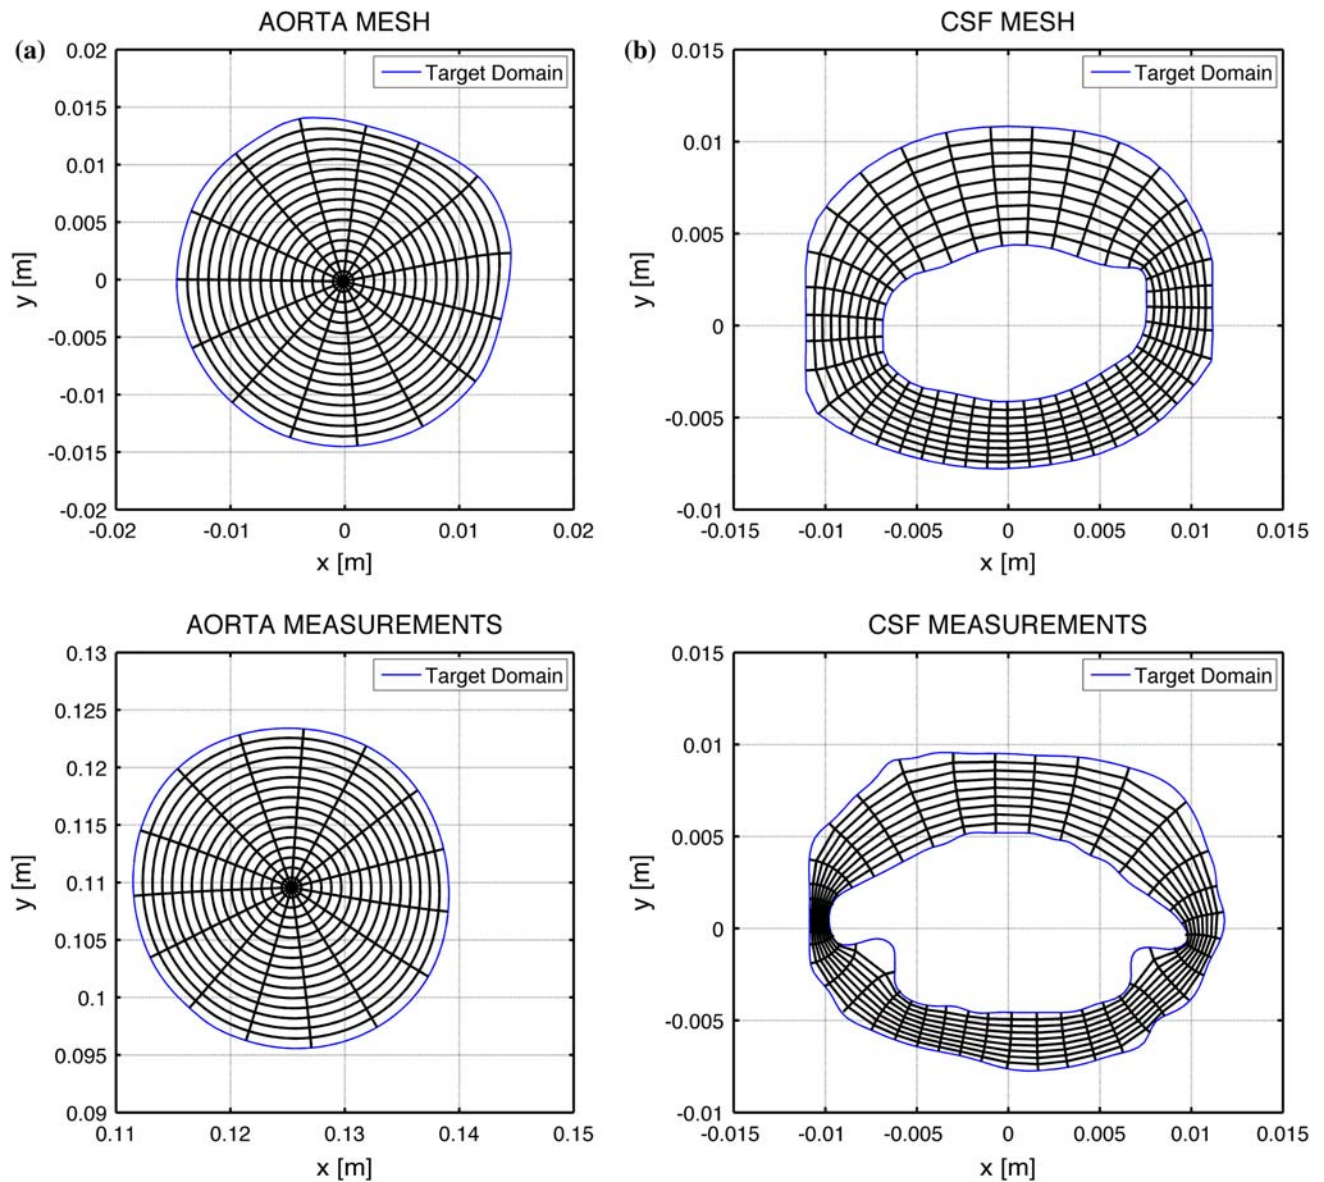 (a)
AORTA MESH
Target Domain
0.02
0.015
0.01
0.005
0
-0.005
-0.01
-0.015
-0.02
y [m]
-0.02 -0.01 0 0.01 0.02
x [m]
(b)
CSF MESH
Target Domain
0.015
0.01
0.005
0
-0.005
-0.01
y [m]
-0.015 -0.01 -0.005 0 0.005 0.01 0.015
x [m]
AORTA MEASUREMENTS
Target Domain
0.13
0.125
0.12
0.115
0.11
0.105
0.1
0.095
0.09
y [m]
0.11 0.12 0.13 0.14 0.15
x [m]
CSF MEASUREMENTS
Target Domain
0.015
0.01
0.005
0
-0.005
-0.01
y [m]
-0.015 -0.01 -0.005 0 0.005 0.01 0.015
x [m]